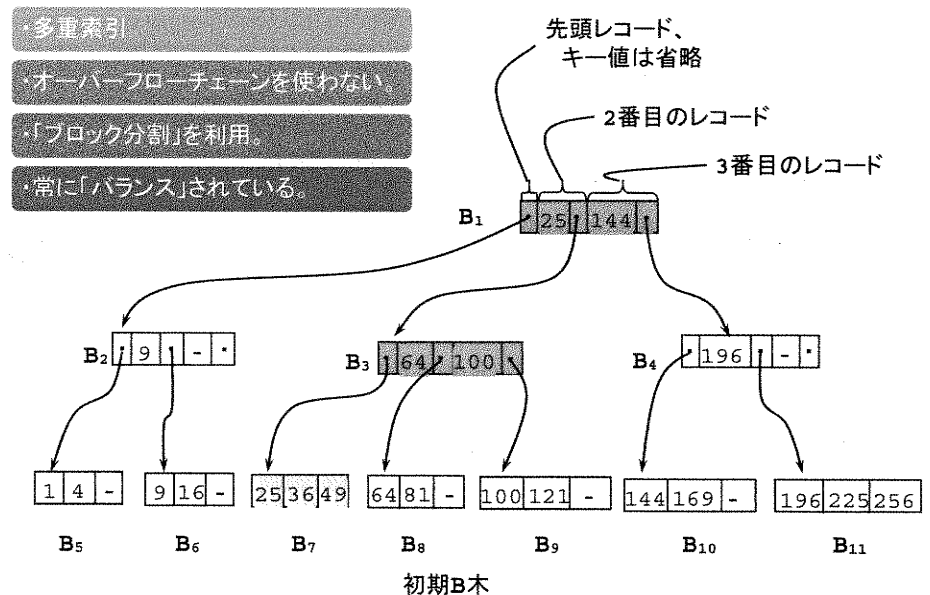 ・多重索引
・オーバーフローチェーンを使わない。
・「ブロック分割」を利用。
・常に「バランス」されている。
先頭レコード、
キー値は省略
2番目のレコード
3番目のレコード
B1
25 144
B2
9 -
B3
64 100
B4
196 -
1 4 -
9 16 -
25 36 49
64 81 -
100 121 -
144 169 -
196 225 256
B5
B6
B7
B8
B9
B10
B11
初期B木